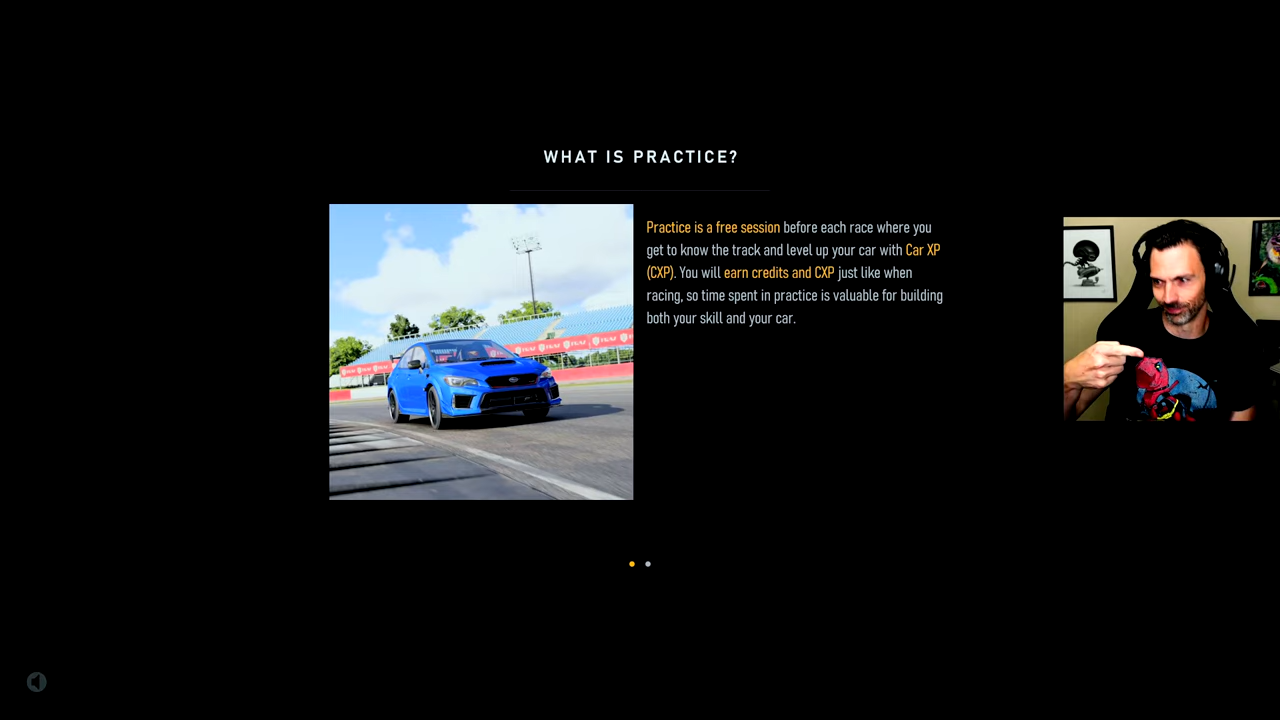 WHAT IS PRACTICE?
Practice is a free session before each race where you
get to know the track and level up your car with Car XP
(CXP). You will earn credits and CXP just like when
racing, so time spent in practice is valuable for building
both your skill and your car.